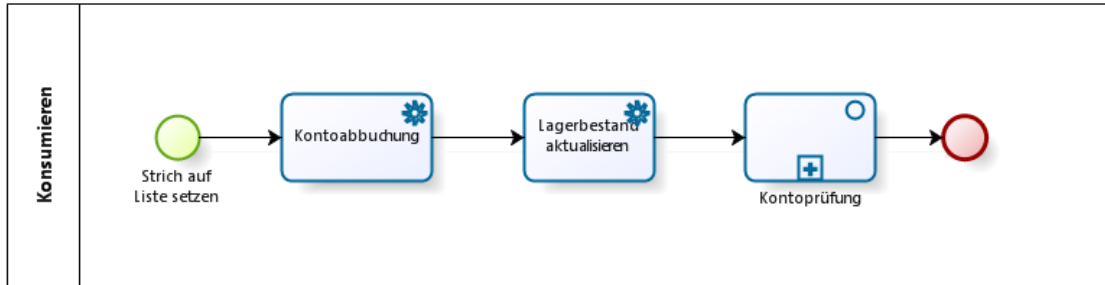 Konsumieren
Strich auf
Liste setzen
Kontoabbuchung
Lagerbestand
aktualisieren
Kontoprüfung